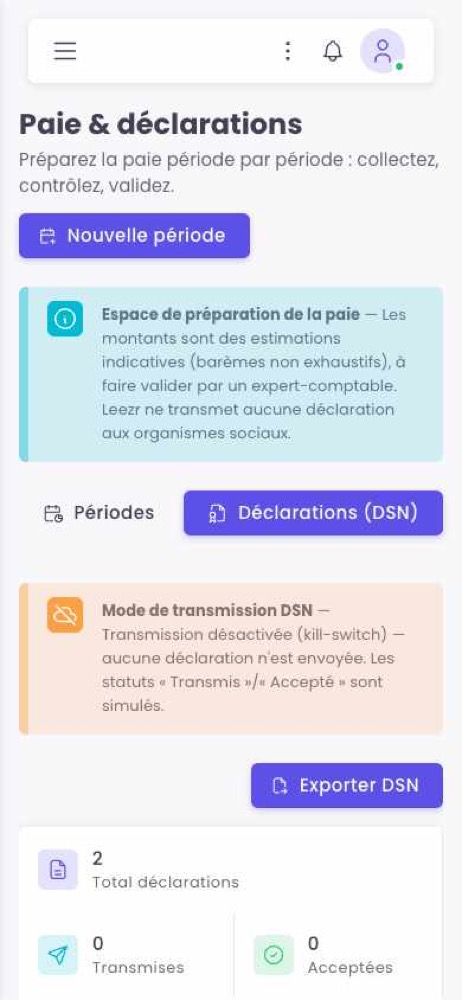 Paie & déclarations
Préparez la paie période par période : collectez,
contrôlez, validez.
Nouvelle période
Espace de préparation de la paie — Les
montants sont des estimations
indicatives (barèmes non exhaustifs), à
faire valider par un expert-comptable.
Leezr ne transmet aucune déclaration
aux organismes sociaux.
Périodes
Déclarations (DSN)
Mode de transmission DSN —
Transmission désactivée (kill-switch) —
aucune déclaration n'est envoyée. Les
statuts « Transmis »/« Accepté » sont
simulés.
Exporter DSN
2
Total déclarations
0
Transmises
0
Acceptées